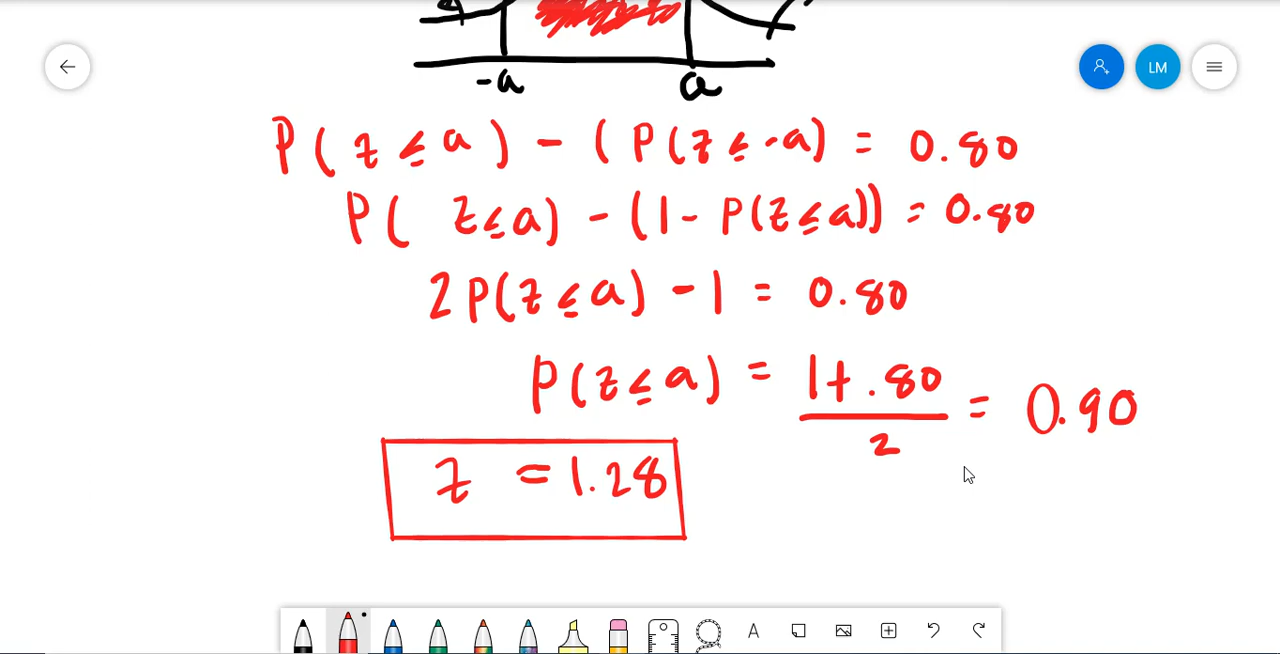 -a a
P(z ≤ a) - (P(z ≤ -a) = 0.80
P(z ≤ a) - (1 - P(z ≤ a)) = 0.80
2P(z ≤ a) - 1 = 0.80
P(z ≤ a) = 1+.80 / 2 = 0.90
z = 1.28
LM
A